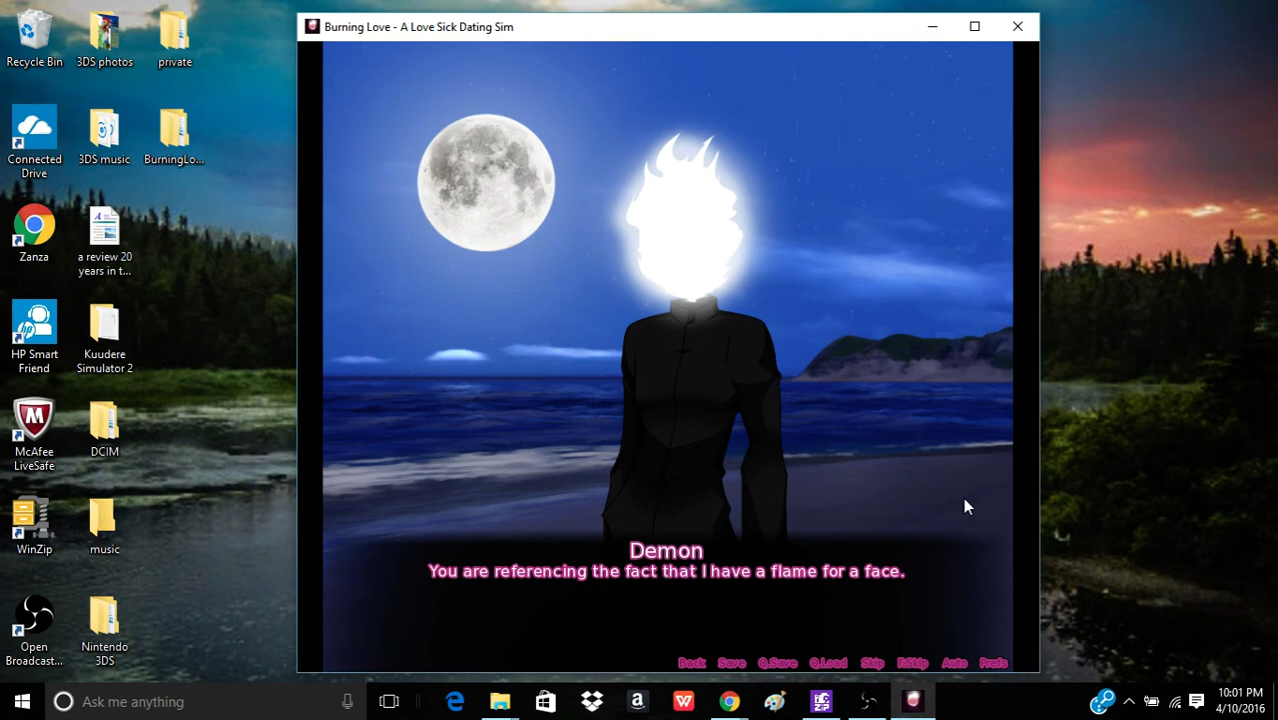 Recycle Bin
3DS photos
private
Connected
Drive
3DS music
BurningLo...
Zanza
a review 20
years in t...
HP Smart
Friend
Kuudere
Simulator 2
McAfee
LiveSafe
DCIM
WinZip
music
Open
Broadcast...
Nintendo
3DS
Burning Love - A Love Sick Dating Sim
Demon
You are referencing the fact that I have a flame for a face.
Back Save Q.Save Q.Load Skip F.Skip Auto Prefs
Ask me anything
10:01 PM
4/10/2016